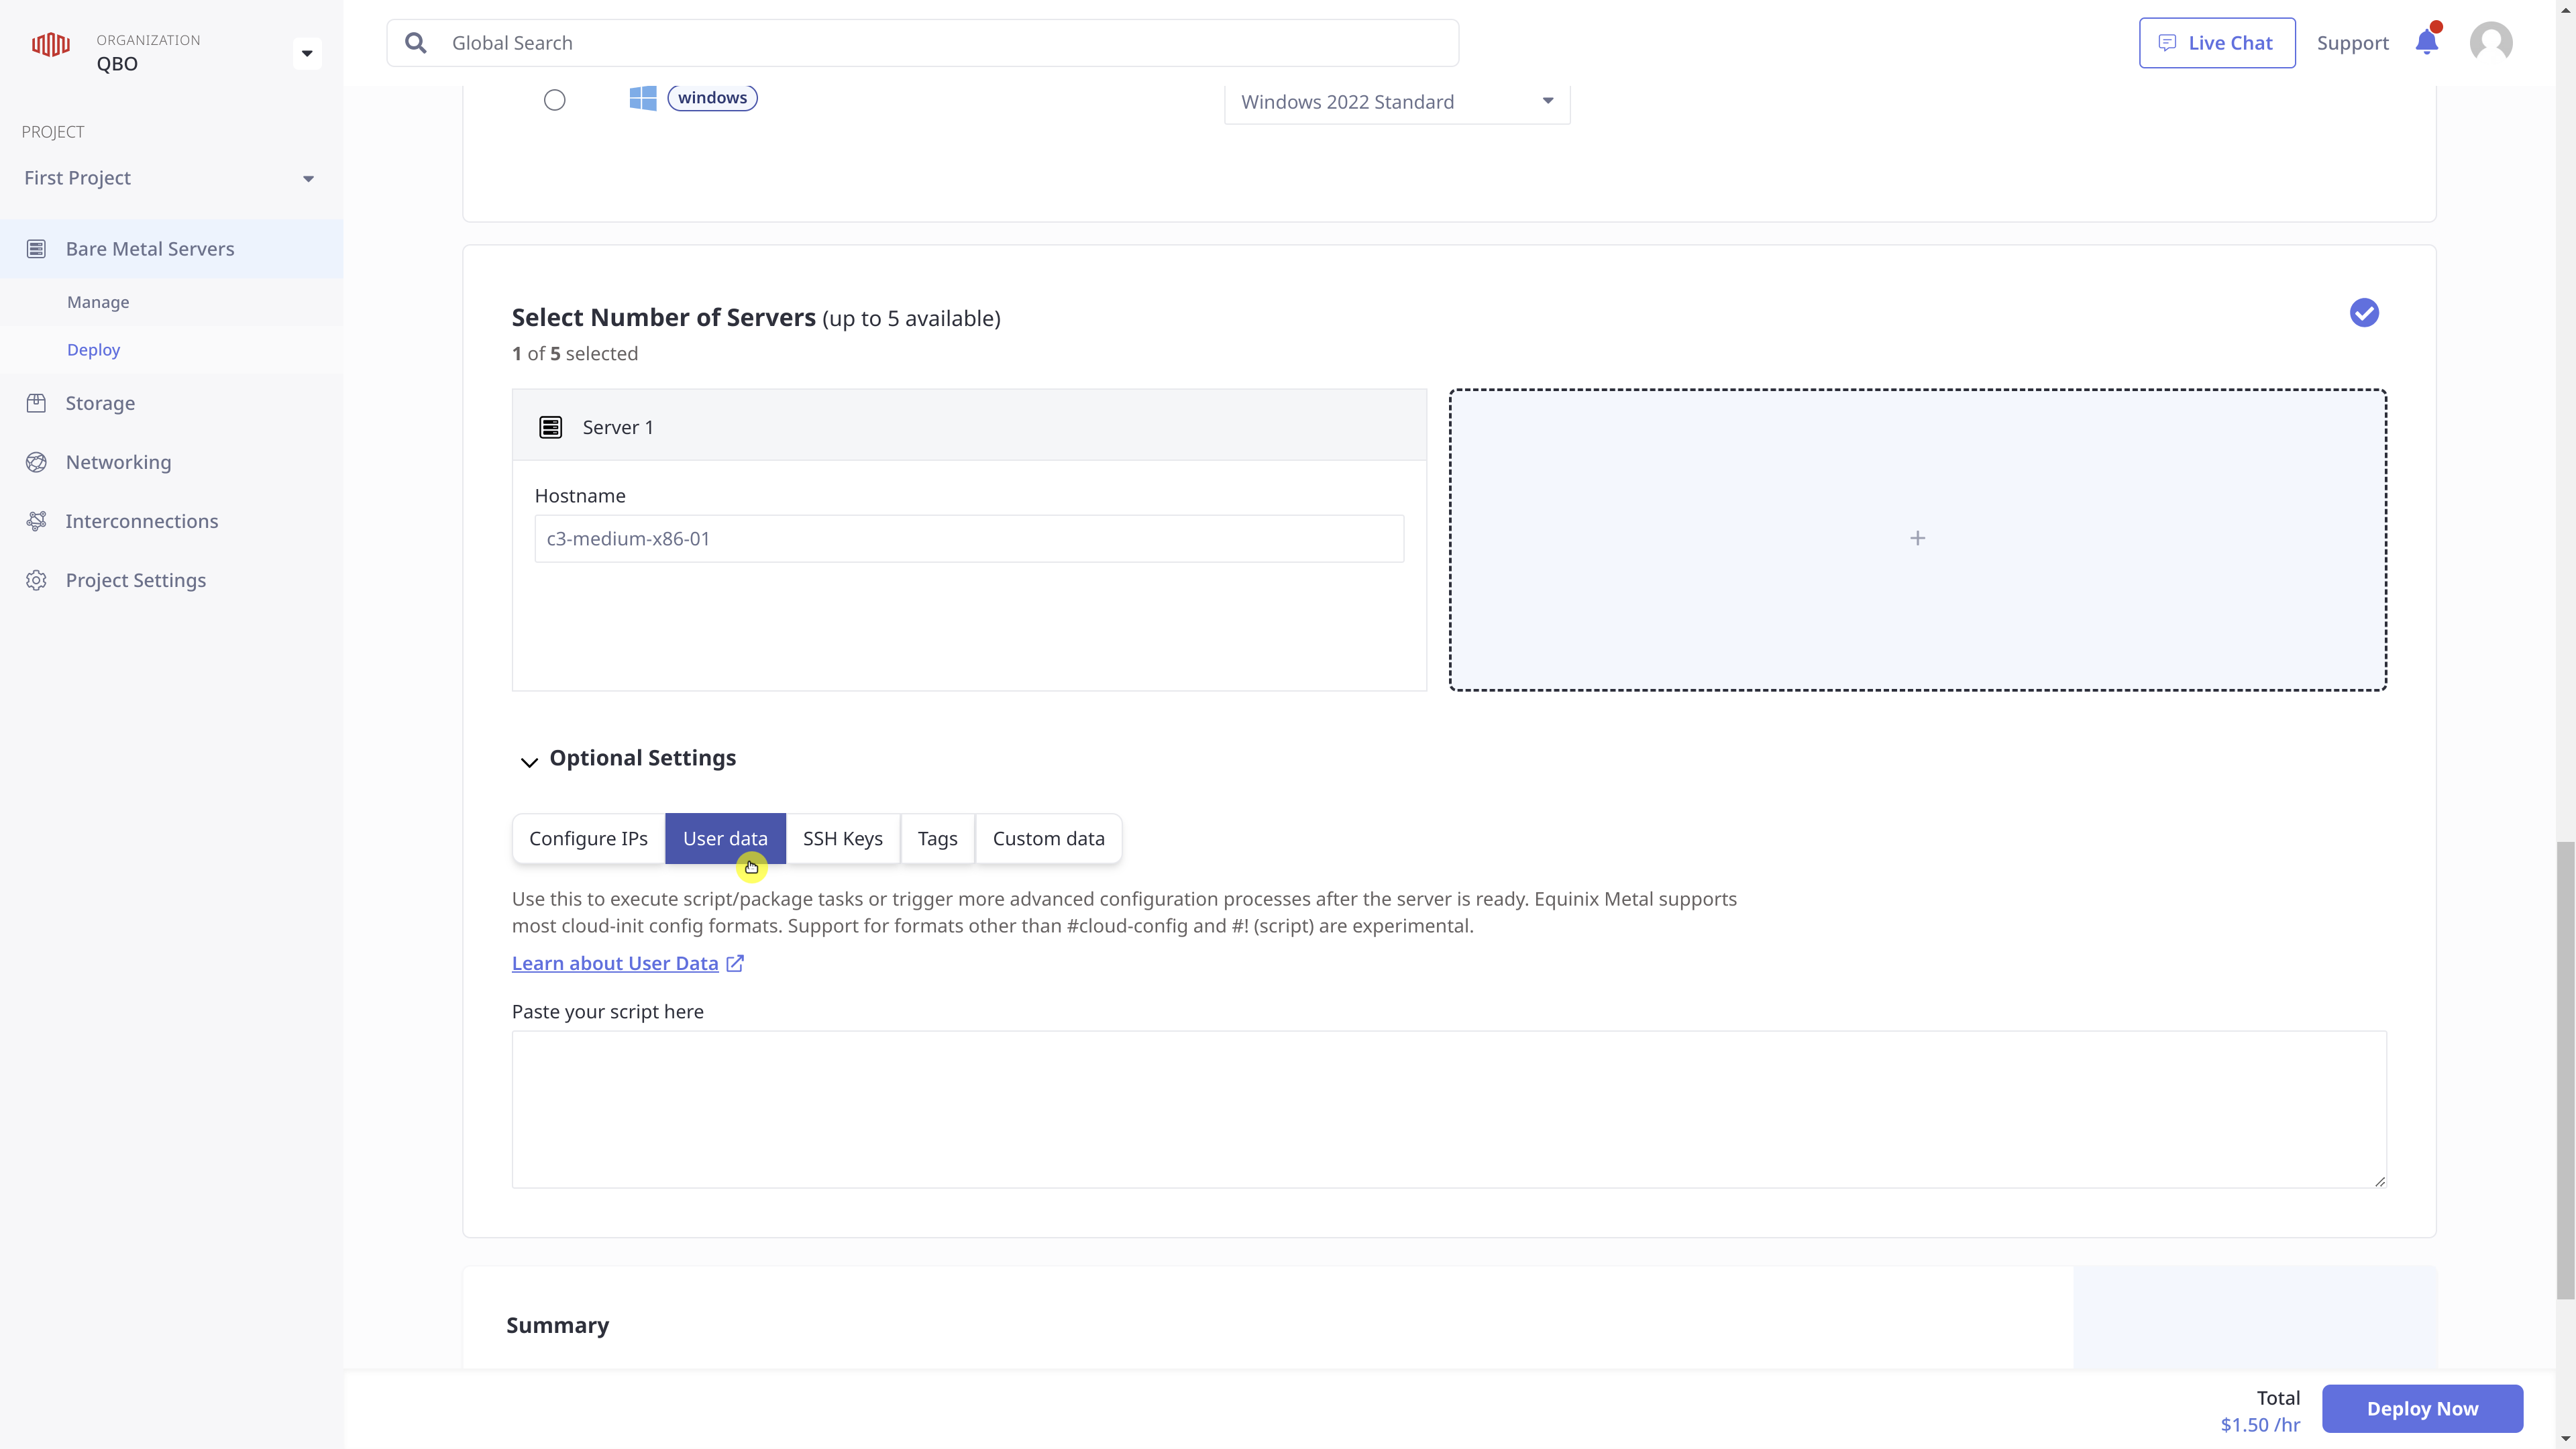 ORGANIZATION
QBO
Global Search
Live Chat
Support
PROJECT
First Project
Bare Metal Servers
Manage
Deploy
Storage
Networking
Interconnections
Project Settings
windows
Windows 2022 Standard
Select Number of Servers (up to 5 available)
1 of 5 selected
Server 1
Hostname
c3-medium-x86-01
+
Optional Settings
Configure IPs
User data
SSH Keys
Tags
Custom data
Use this to execute script/package tasks or trigger more advanced configuration processes after the server is ready. Equinix Metal supports
most cloud-init config formats. Support for formats other than #cloud-config and #! (script) are experimental.
Learn about User Data
Paste your script here
Summary
Total
$1.50 /hr
Deploy Now